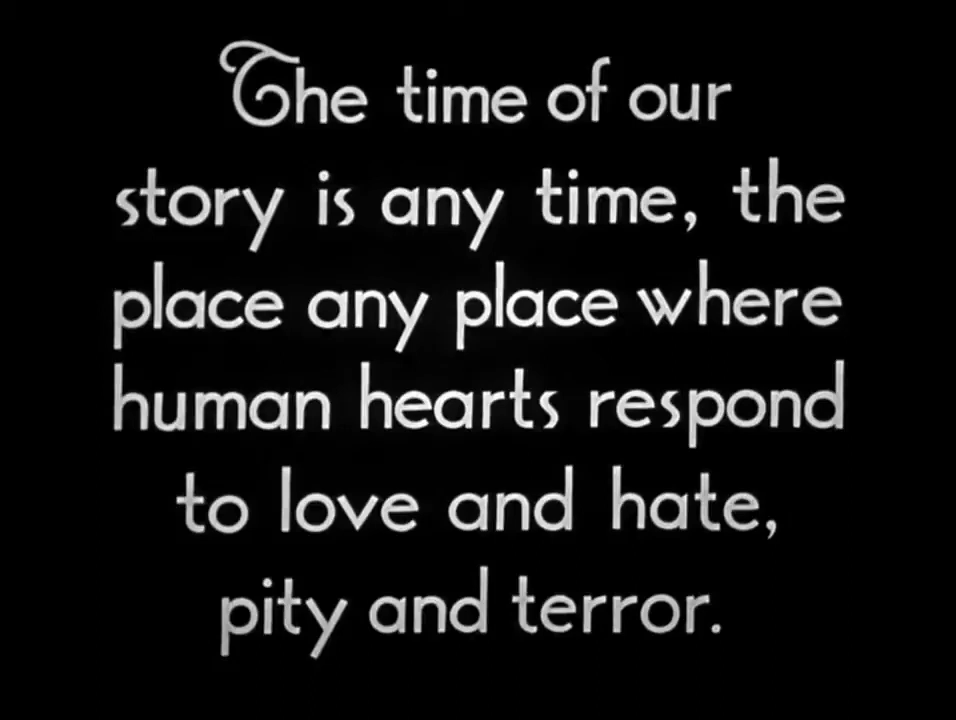 The time of our
story is any time, the
place any place where
human hearts respond
to love and hate,
pity and terror.